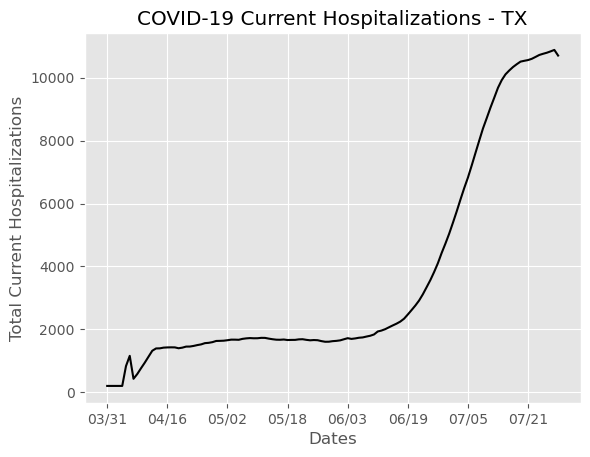 COVID-19 Current Hospitalizations - TX
Total Current Hospitalizations
10000
8000
6000
4000
2000
0
03/31 04/16 05/02 05/18 06/03 06/19 07/05 07/21
Dates